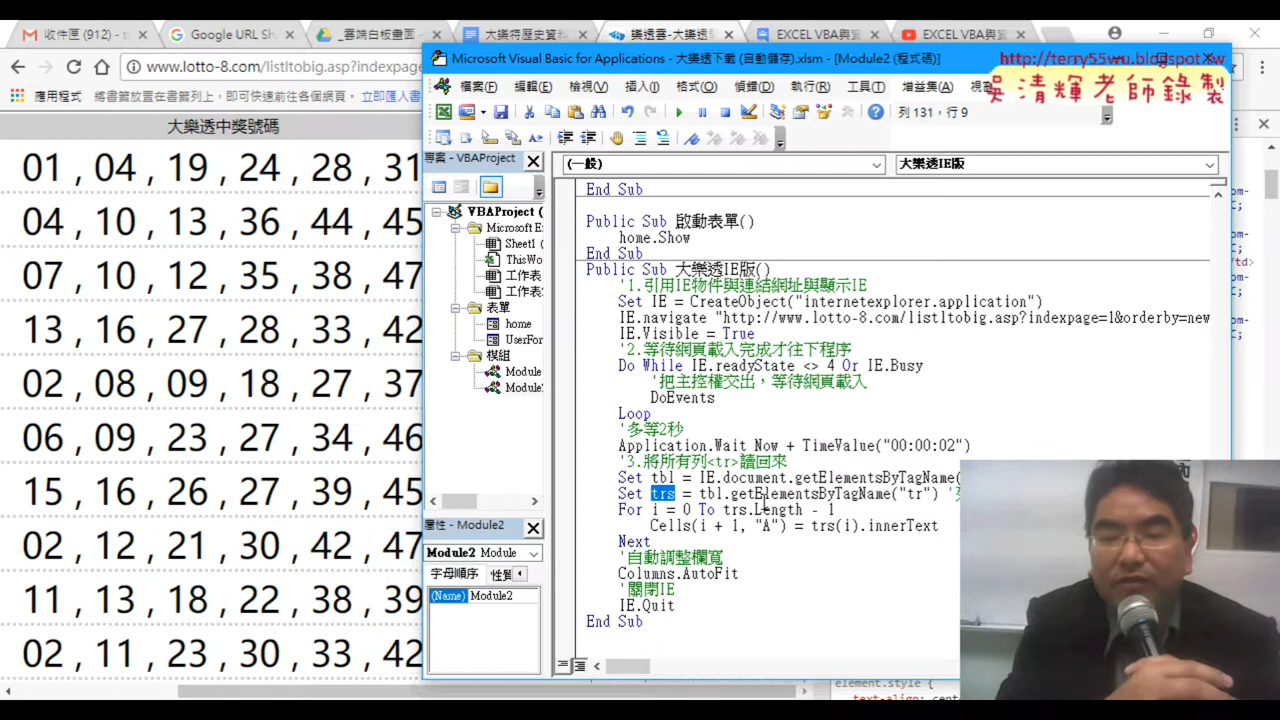 收件匣 (912) - t
Google URL Sh
_雲端白板畫面 -
大樂符歷史資料
樂透雲-大樂透
EXCEL VBA與資
EXCEL VBA與資
www.lotto-8.com/listltobig.asp?indexpage
應用程式
將書籤放置在書籤列上，即可快速前往各個網頁。
立即匯入書
大樂透中獎號碼
01 , 04 , 19 , 24 , 28 , 31
04 , 10 , 13 , 36 , 44 , 45
07 , 10 , 12 , 35 , 38 , 47
13 , 16 , 27 , 28 , 33 , 42
02 , 08 , 09 , 18 , 27 , 37
06 , 09 , 23 , 27 , 34 , 46
15 , 16 , 26 , 27 , 39 , 45
02 , 12 , 21 , 30 , 39 , 42
11 , 13 , 18 , 22 , 38 , 39
02 , 11 , 23 , 30 , 33 , 42
Microsoft Visual Basic for Applications - 大樂透下載 (自動儲存).xlsm - [Module2 (程式碼)]
http://terry55wu.blogspot.tw
吳清輝老師錄製
檔案(F) 編輯(E) 檢視(V) 插入(I) 格式(O) 偵錯(D) 執行(R) 工具(T) 增益集(A) 視
列 131，行 9
專案 - VBAProject
VBAProject (
Microsoft Ex
Sheet1 (
ThisWo
工作表
工作表
表單
home
UserFor
模組
Module
Module
屬性 - Module2
Module2 Module
字母順序 性質
(Name) Module2
(一般)
大樂透IE版
End Sub
Public Sub 啟動表單()
home.Show
End Sub
Public Sub 大樂透IE版()
'1.引用IE物件與連結網址與顯示IE
Set IE = CreateObject("internetexplorer.application")
IE.navigate "http://www.lotto-8.com/listltobig.asp?indexpage=1&orderby=new
IE.Visible = True
'2.等待網頁載入完成才往下程序
Do While IE.readyState <> 4 Or IE.Busy
'把主控權交出，等待網頁載入
DoEvents
Loop
'多等2秒
Application.Wait Now + TimeValue("00:00:02")
'3.將所有列<tr>讀回來
Set tbl = IE.document.getElementsByTagName(
Set trs = tbl.getElementsByTagName("tr")
For i = 0 To trs.Length - 1
Cells(i + 1, "A") = trs(i).innerText
Next
'自動調整欄寬
Columns.AutoFit
'關閉IE
IE.Quit
End Sub
/td>
element.style {